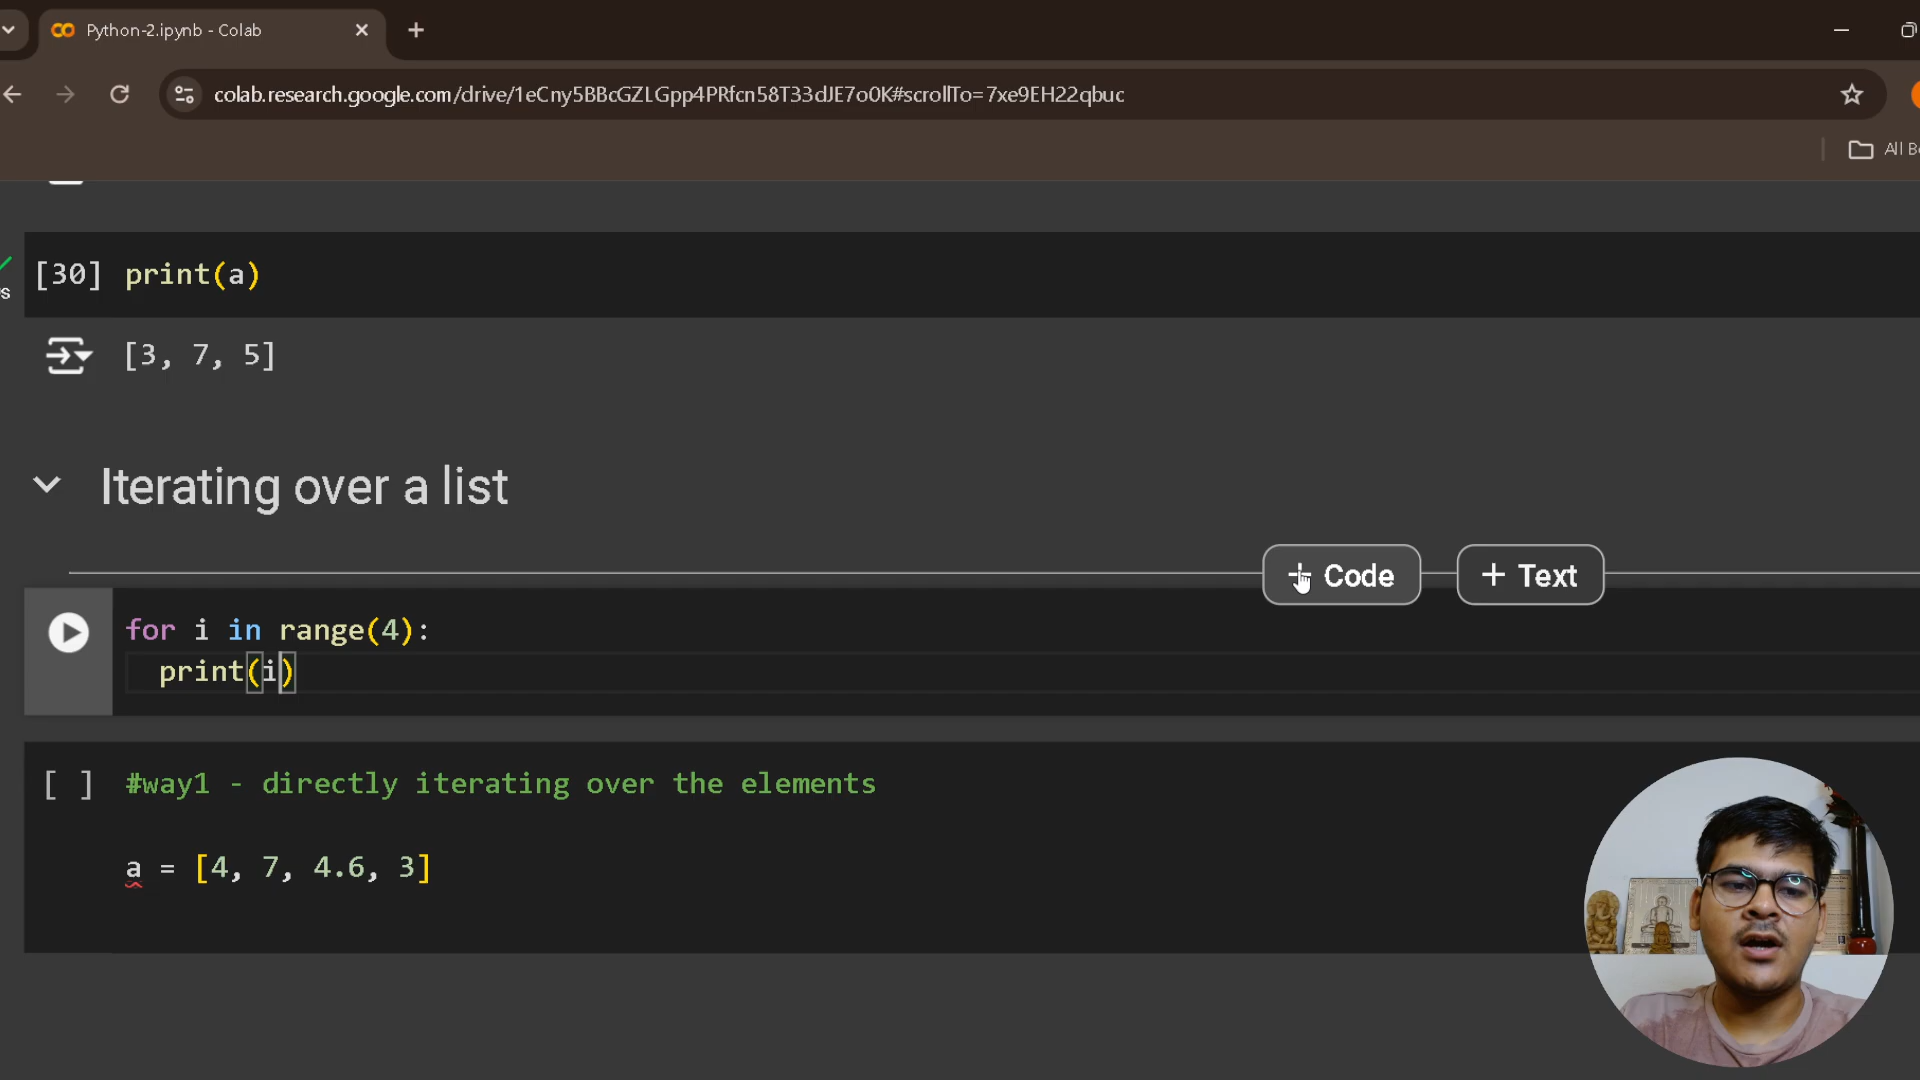 Python-2.ipynb - Colab
colab.research.google.com/drive/1eCny5BBcGZLGpp4PRfcn58T33dJE7o0K#scrollTo=7xe9EH22qbuc
All B
[30] print(a)
s
[3, 7, 5]
Iterating over a list
+ Code + Text
for i in range(4):
print(i)
[ ] #way1 - directly iterating over the elements
a = [4, 7, 4.6, 3]